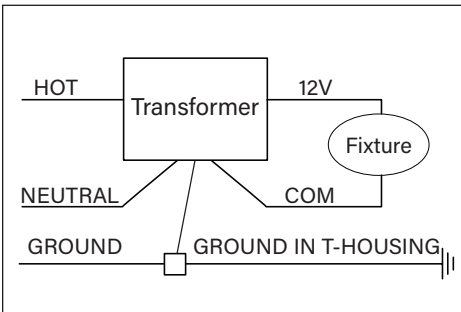 HOT
12V
Transformer
Fixture
NEUTRAL
COM
GROUND
GROUND IN T-HOUSING